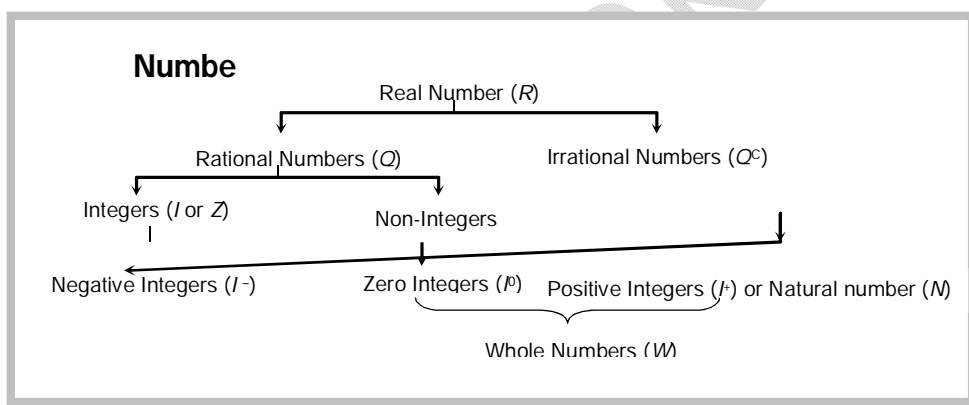 Numbe
Real Number (R)
Rational Numbers (Q) Irrational Numbers (Qᶜ)
Integers (I or Z) Non-Integers
Negative Integers (I⁻) Zero Integers (I⁰) Positive Integers (I⁺) or Natural number (N)
Whole Numbers (W)